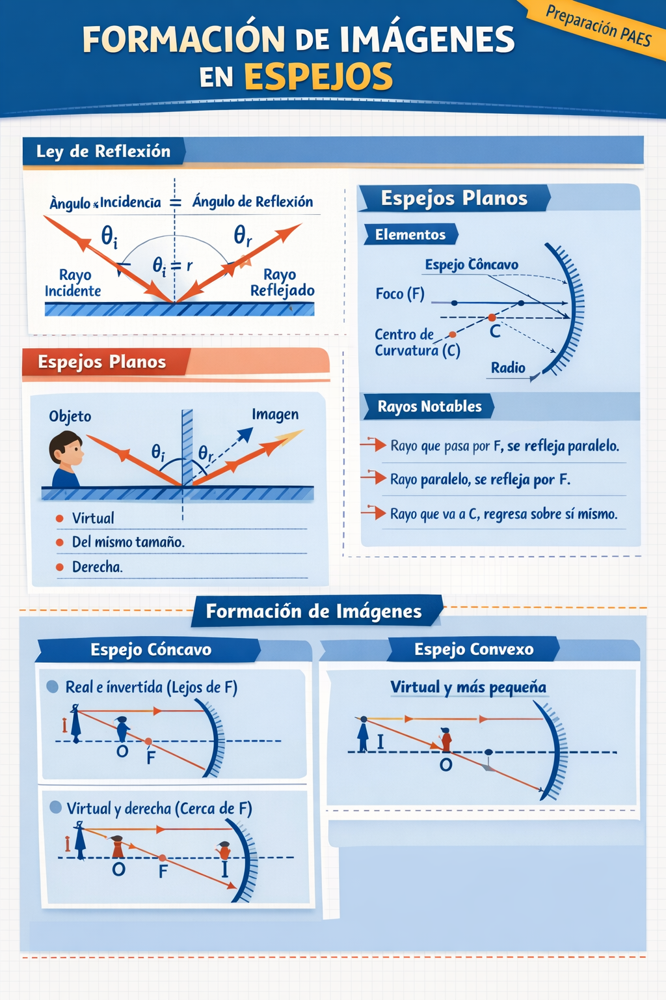 FORMACIÓN DE IMÁGENES
EN ESPEJOS
Preparación PAES
Ley de Reflexión
Àngulo Incidencia = Ángulo de Reflexión
θi
θr
θi = r
Rayo
Incidente
Rayo
Reflejado
Espejos Planos
Objeto
Imagen
θi
θr
Virtual
Del mismo tamaño.
Derecha.
Espejos Planos
Elementos
Espejo Côncavo
Foco (F)
C
Centro de
Curvatura (C)
Radio
Rayos Notables
Rayo que pasa por F, se refleja paralelo.
Rayo paralelo, se refleja por F.
Rayo que va a C, regresa sobre sí mismo.
Formación de Imágenes
Espejo Cóncavo
Real e invertida (Lejos de F)
i
O
F
Virtual y derecha (Cerca de F)
i
O
F
I
Espejo Convexo
Virtual y más pequeña
I
O